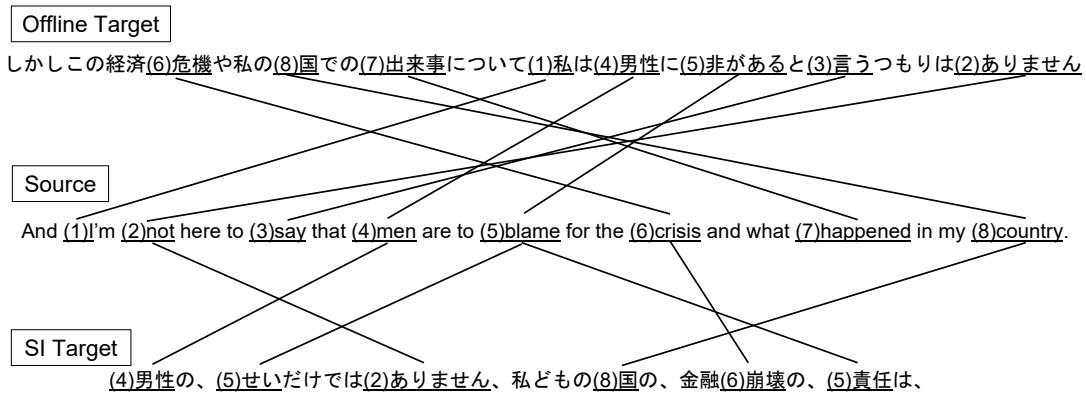 Offline Target
しかしこの経済(6)危機や私の(8)国での(7)出来事について(1)私は(4)男性に(5)非があると(3)言うつもりは(2)ありません
Source
And (1)I'm (2)not here to (3)say that (4)men are to (5)blame for the (6)crisis and what (7)happened in my (8)country.
SI Target
(4)男性の、(5)せいだけでは(2)ありません、私どもの(8)国の、金融(6)崩壊の、(5)責任は、